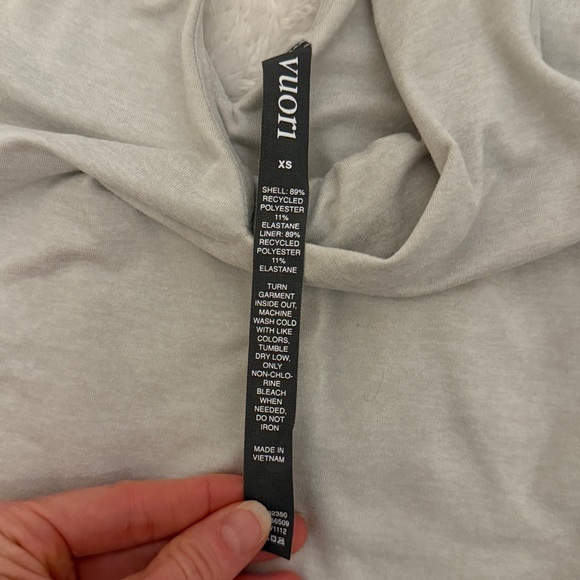 vuori
XS
SHELL: 89%
RECYCLED
POLYESTER
11%
ELASTANE
LINER: 89%
RECYCLED
POLYESTER
11%
ELASTANE
TURN
GARMENT
INSIDE OUT,
MACHINE
WASH COLD
WITH LIKE
COLORS,
TUMBLE
DRY LOW,
ONLY
NON-CHLO-
RINE
BLEACH
WHEN
NEEDED,
DO NOT
IRON
MADE IN
VIETNAM